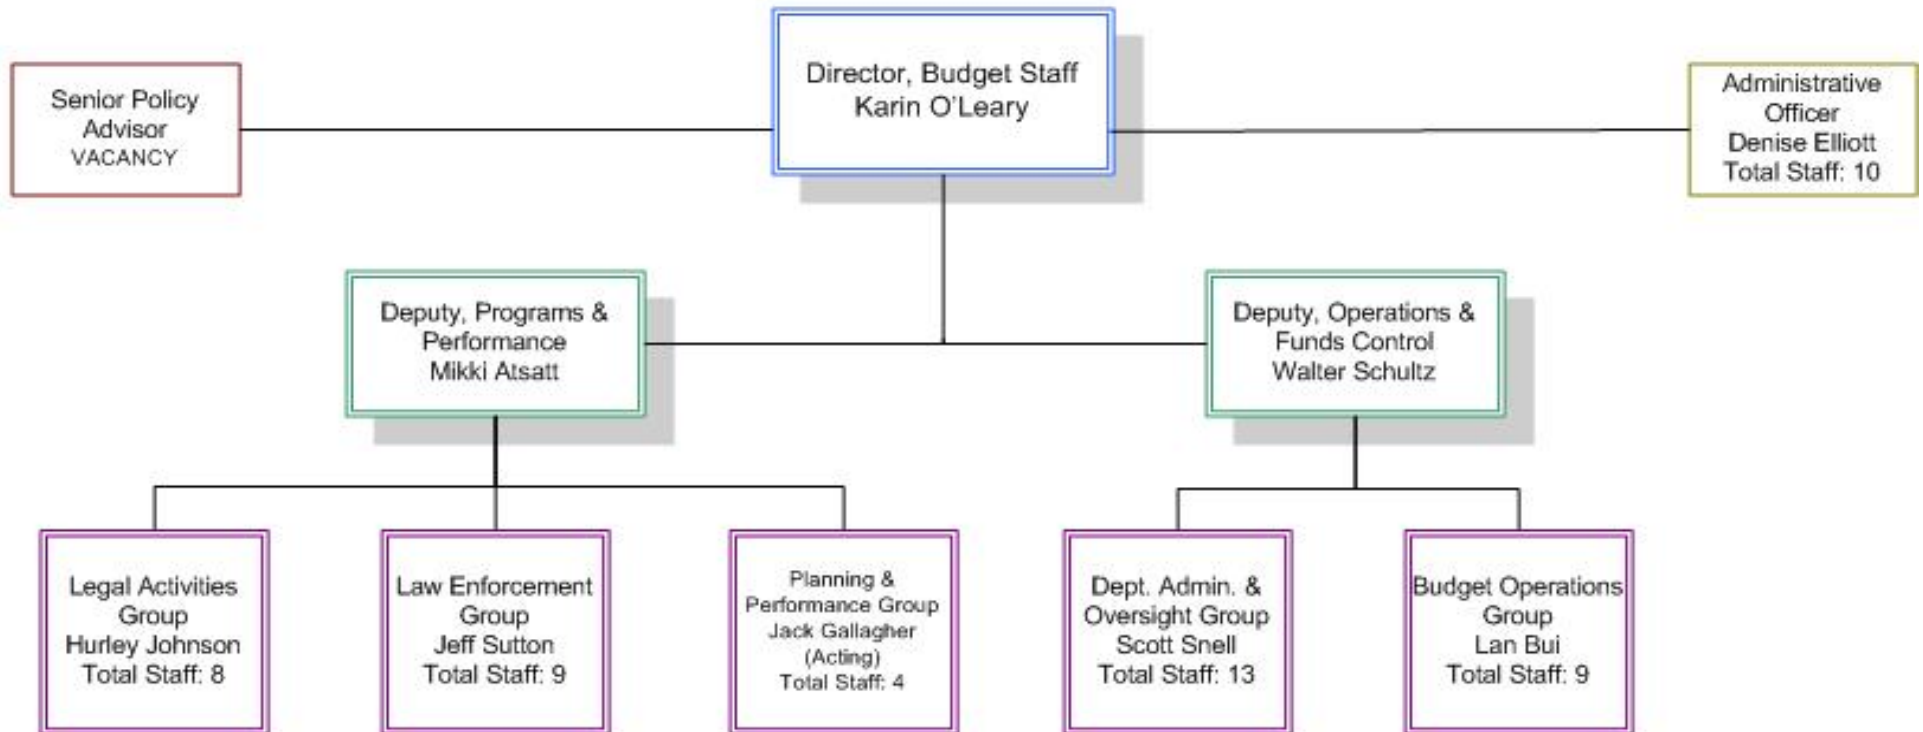 Director, Budget Staff
Karin O'Leary
Senior Policy
Advisor
VACANCY
Administrative
Officer
Denise Elliott
Total Staff: 10
Deputy, Programs &
Performance
Mikki Atsatt
Deputy, Operations &
Funds Control
Walter Schultz
Legal Activities
Group
Hurley Johnson
Total Staff: 8
Law Enforcement
Group
Jeff Sutton
Total Staff: 9
Planning &
Performance Group
Jack Gallagher
(Acting)
Total Staff: 4
Dept. Admin. &
Oversight Group
Scott Snell
Total Staff: 13
Budget Operations
Group
Lan Bui
Total Staff: 9